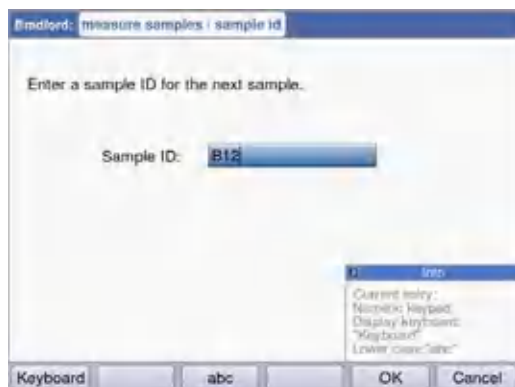 Bradford: measure samples / sample id
Enter a sample ID for the next sample.
Sample ID: B12
Info
Current entry:
Numeric keypad
Display keyboard:
"Keyboard"
Lower case:"abc"
Keyboard abc OK Cancel